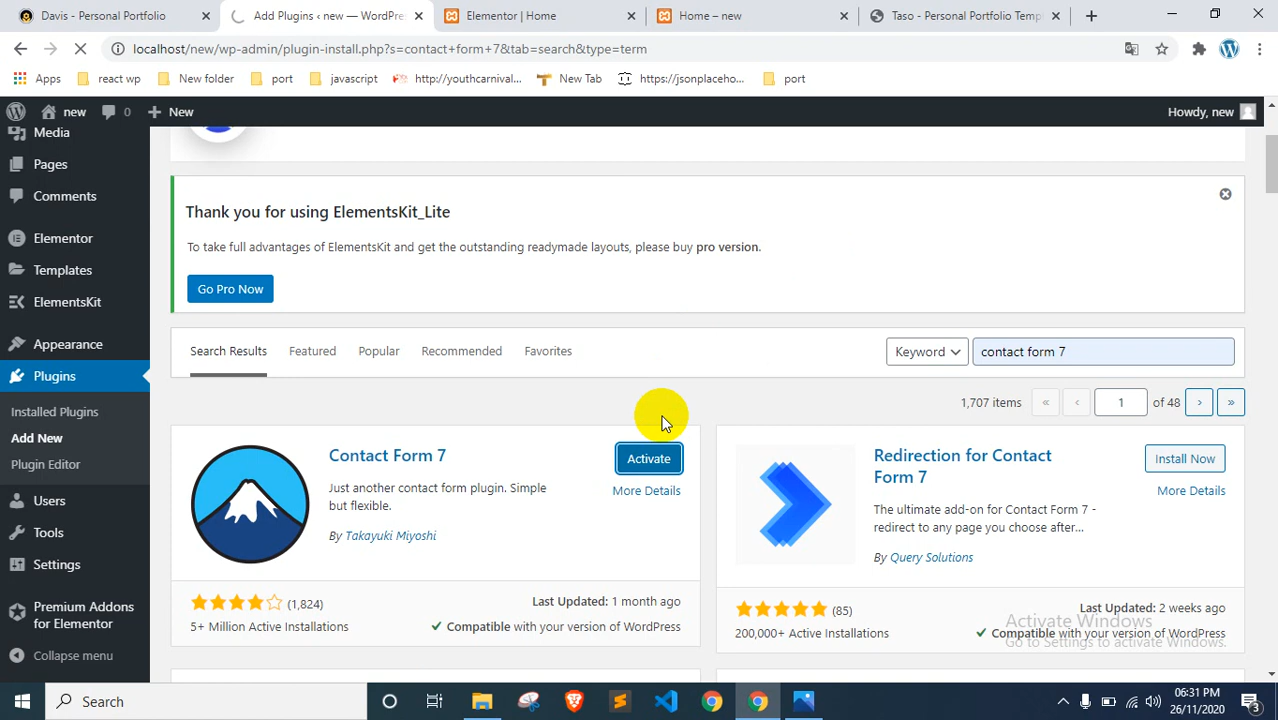 Davis - Personal Portfolio
Add Plugins ‹ new — WordPre
Elementor | Home
Home – new
Taso - Personal Portfolio Temp
localhost/new/wp-admin/plugin-install.php?s=contact+form+7&tab=search&type=term
Apps
react wp
New folder
port
javascript
http://youthcarnival...
New Tab
https://jsonplaceho...
port
new
0
New
Howdy, new
Media
Pages
Comments
Elementor
Templates
ElementsKit
Appearance
Plugins
Installed Plugins
Add New
Plugin Editor
Users
Tools
Settings
Premium Addons
for Elementor
Collapse menu
Thank you for using ElementsKit_Lite
To take full advantages of ElementsKit and get the outstanding readymade layouts, please buy pro version.
Go Pro Now
Search Results
Featured
Popular
Recommended
Favorites
Keyword
contact form 7
1,707 items
«
‹
1
of 48
›
»
Contact Form 7
Activate
Just another contact form plugin. Simple
but flexible.
More Details
By Takayuki Miyoshi
(1,824)
Last Updated: 1 month ago
5+ Million Active Installations
Compatible with your version of WordPress
Redirection for Contact
Form 7
Install Now
More Details
The ultimate add-on for Contact Form 7 -
redirect to any page you choose after...
By Query Solutions
(85)
Last Updated: 2 weeks ago
200,000+ Active Installations
Compatible with your version of WordPress
Activate Windows
Go to Settings to activate Windows.
Search
06:31 PM
26/11/2020
3